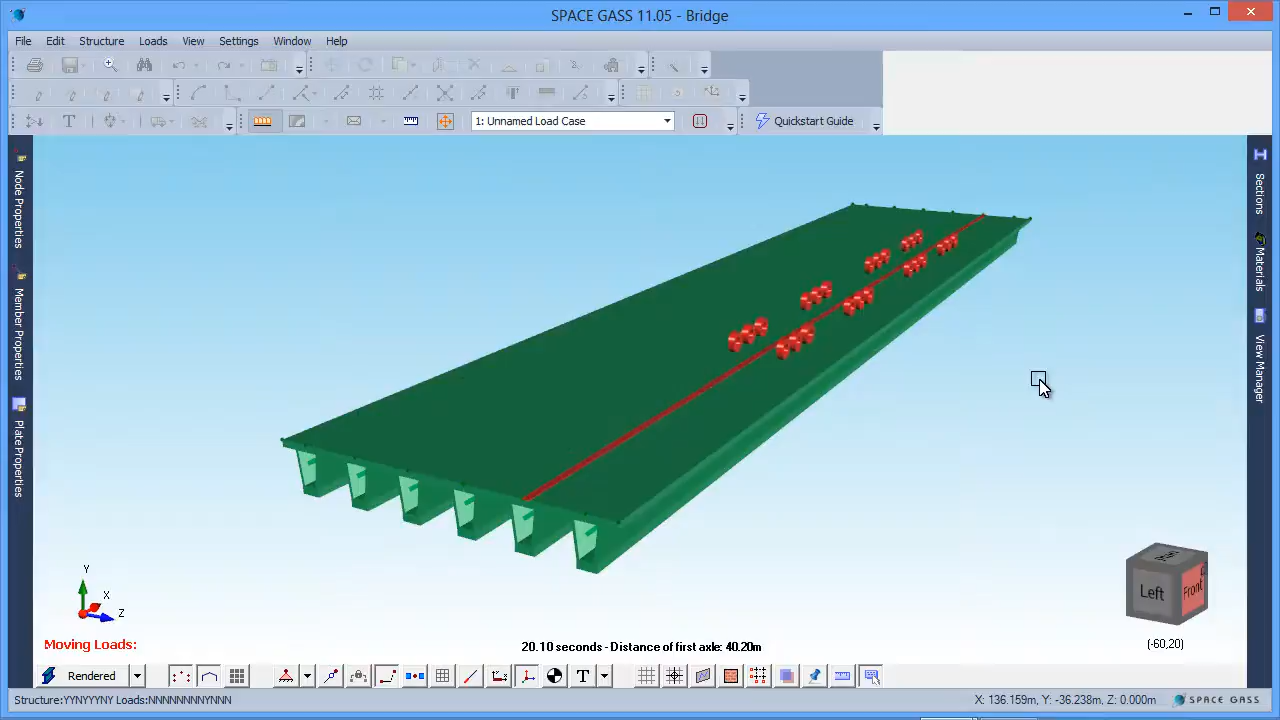 SPACE GASS 11.05 - Bridge
File Edit Structure Loads View Settings Window Help
1: Unnamed Load Case
Quickstart Guide
Node Properties
Member Properties
Plate Properties
Sections
Materials
View Manager
Y
X
Z
Left
Front
(-60,20)
Moving Loads:
20.10 seconds - Distance of first axle: 40.20m
Rendered
T
Structure:YYNYYYNY Loads:NNNNNNNNYNNN
X: 136.159m, Y: -36.238m, Z: 0.000m
SPACE GASS